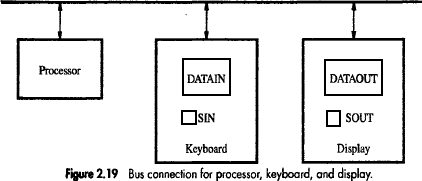 Processor
DATAIN
DATAOUT
SIN
SOUT
Keyboard
Display
Figure 2.19 Bus connection for processor, keyboard, and display.